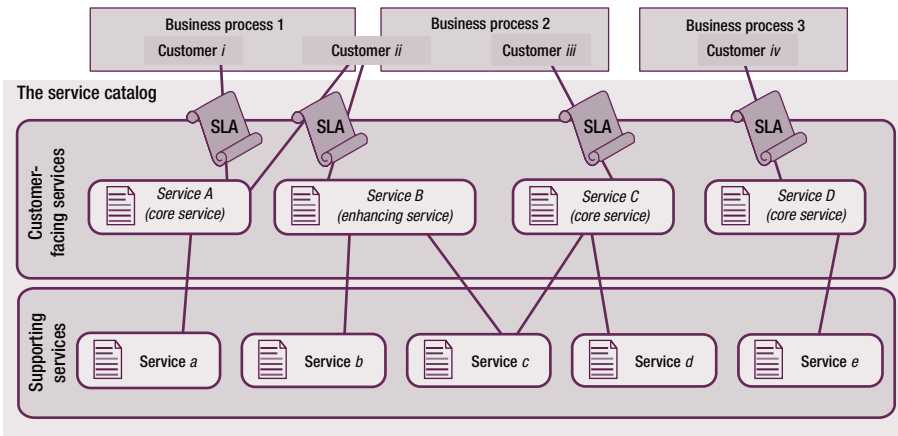 Business process 1
Business process 2
Business process 3
Customer i
Customer ii
Customer iii
Customer iv
The service catalog
SLA
SLA
SLA
SLA
Customer-
facing services
Service A
(core service)
Service B
(enhancing service)
Service C
(core service)
Service D
(core service)
Supporting
services
Service a
Service b
Service c
Service d
Service e